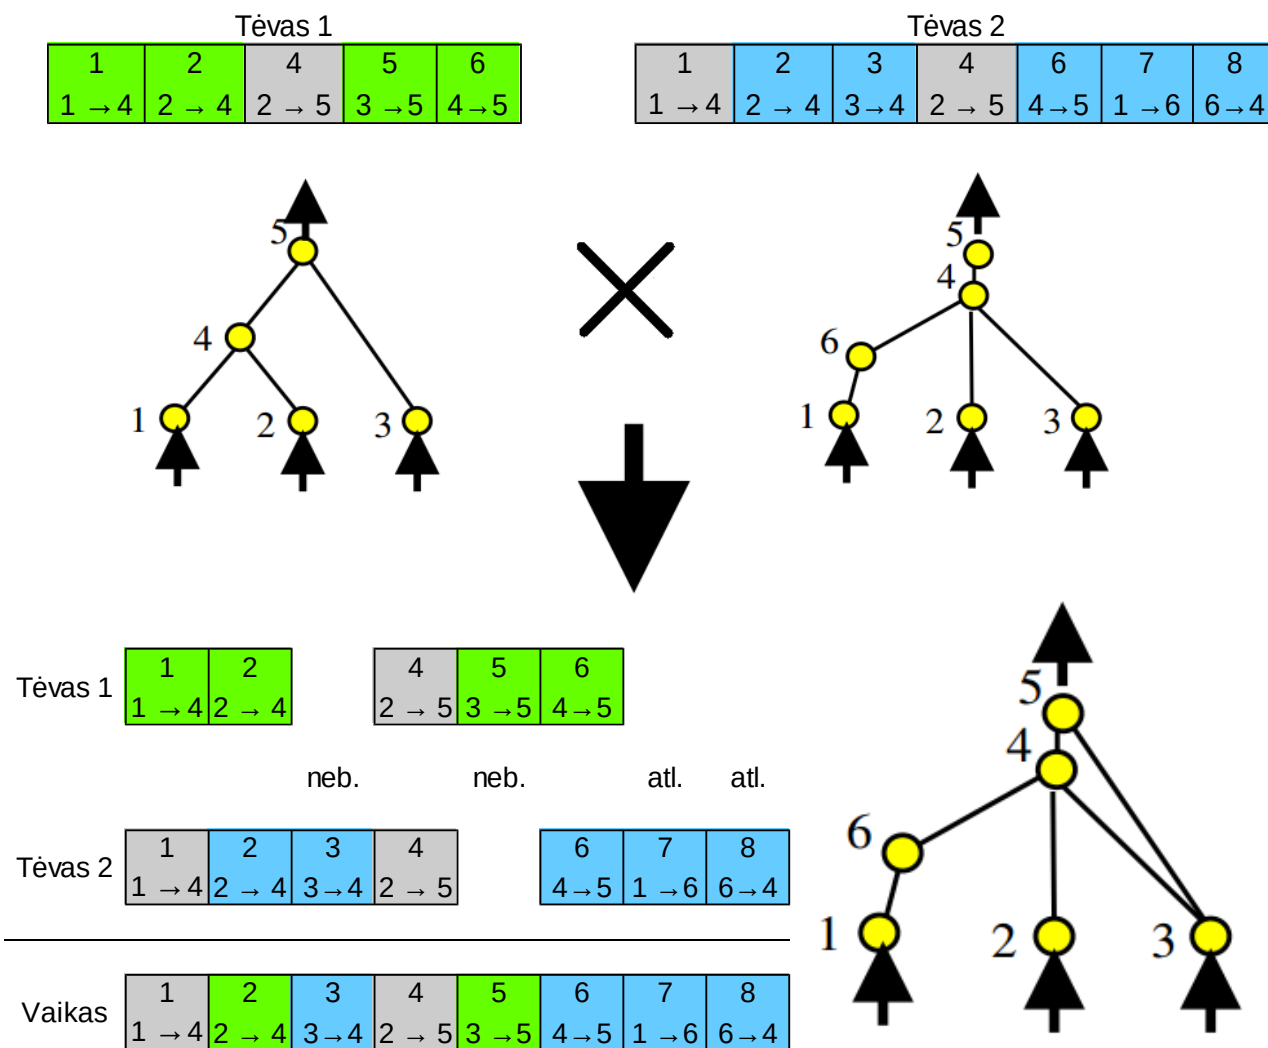 Tėvas 1
1 2 4 5 6
1 → 4 2 → 4 2 → 5 3 → 5 4 → 5
Tėvas 2
1 2 3 4 6 7 8
1 → 4 2 → 4 3 → 4 2 → 5 4 → 5 1 → 6 6 → 4
5
4
1 2 3
5
4
6
1 2 3
Tėvas 1
1 2 4 5 6
1 → 4 2 → 4 2 → 5 3 → 5 4 → 5
neb. neb. atl. atl.
Tėvas 2
1 2 3 4 6 7 8
1 → 4 2 → 4 3 → 4 2 → 5 4 → 5 1 → 6 6 → 4
Vaikas
1 2 3 4 5 6 7 8
1 → 4 2 → 4 3 → 4 2 → 5 3 → 5 4 → 5 1 → 6 6 → 4
5
4
6
1 2 3